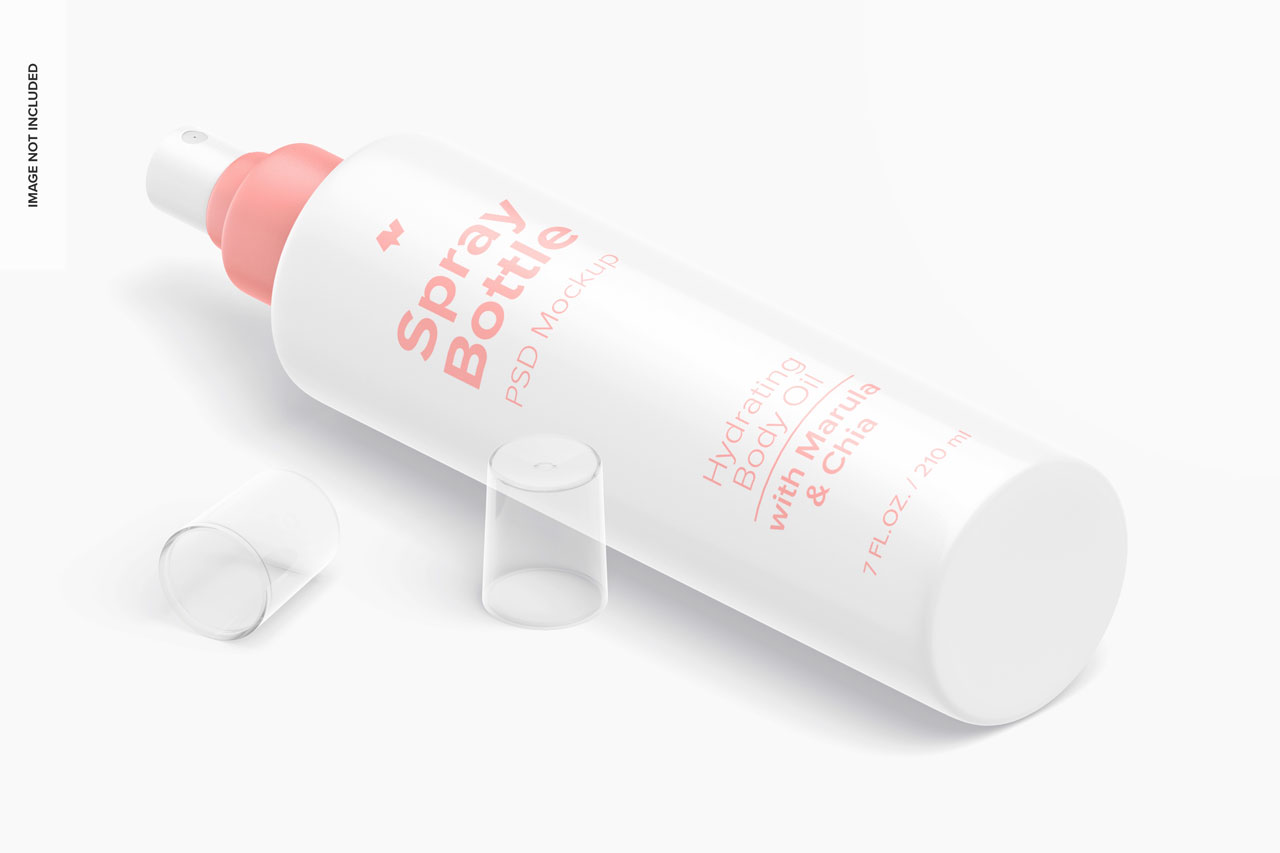 IMAGE NOT INCLUDED
Spray
Bottle
PSD Mockup
Hydrating
Body Oil
with Marula
& Chia
7 FL.OZ. / 210 ml